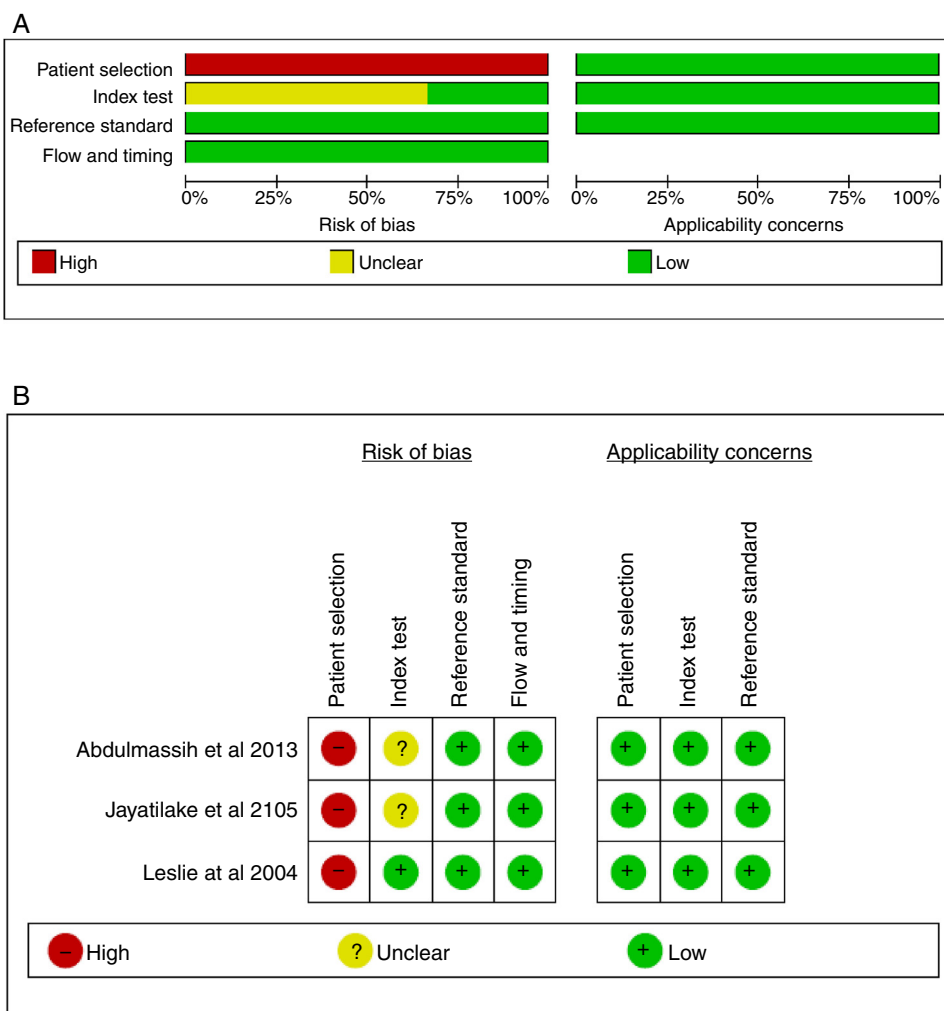 A
Patient selection
Index test
Reference standard
Flow and timing
0% 25% 50% 75% 100% 0% 25% 50% 75% 100%
Risk of bias Applicability concerns
High Unclear Low
B
Risk of bias Applicability concerns
Patient selection
Index test
Reference standard
Flow and timing
Patient selection
Index test
Reference standard
Abdulmassih et al 2013 – ? + + + + +
Jayatilake et al 2105 – ? + + + + +
Leslie at al 2004 – + + + + + +
– High ? Unclear + Low